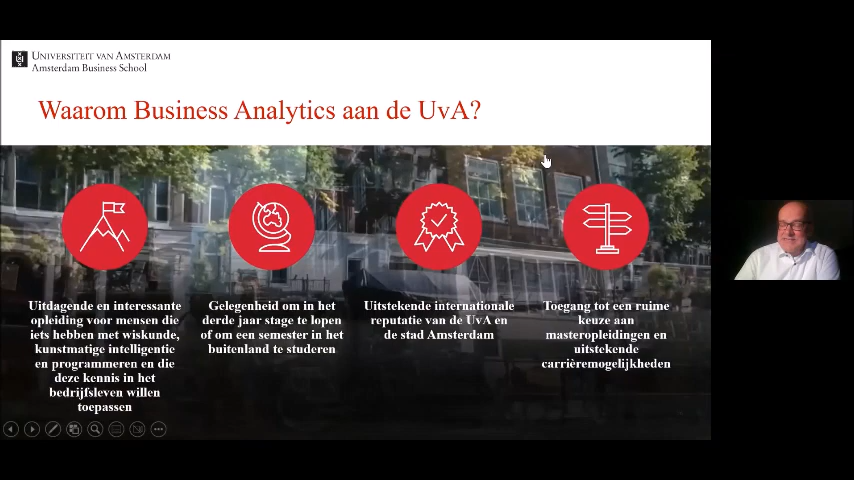 UNIVERSITEIT VAN AMSTERDAM
Amsterdam Business School
Waarom Business Analytics aan de UvA?
Uitdagende en interessante
opleiding voor mensen die
iets hebben met wiskunde,
kunstmatige intelligentie
en programmeren en die
deze kennis in het
bedrijfsleven willen
toepassen
Gelegenheid om in het
derde jaar stage te lopen
of om een semester in het
buitenland te studeren
Uitstekende internationale
reputatie van de UvA en
de stad Amsterdam
Toegang tot een ruime
keuze aan
masteropleidingen en
uitstekende
carrièremogelijkheden